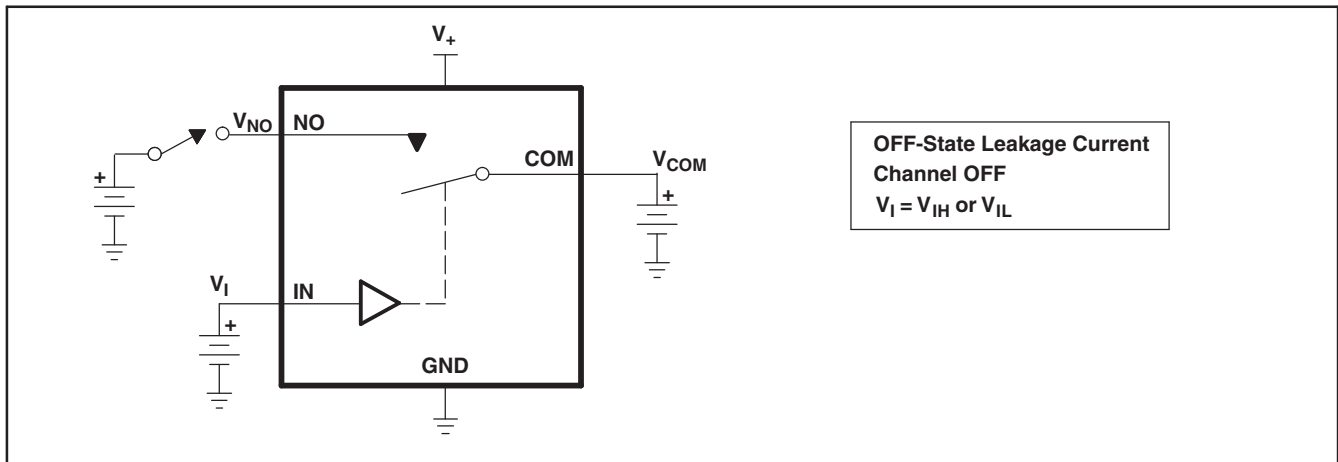 V+
VNO NO
COM VCOM
+
+
VI IN
+
GND
OFF-State Leakage Current
Channel OFF
VI = VIH or VIL